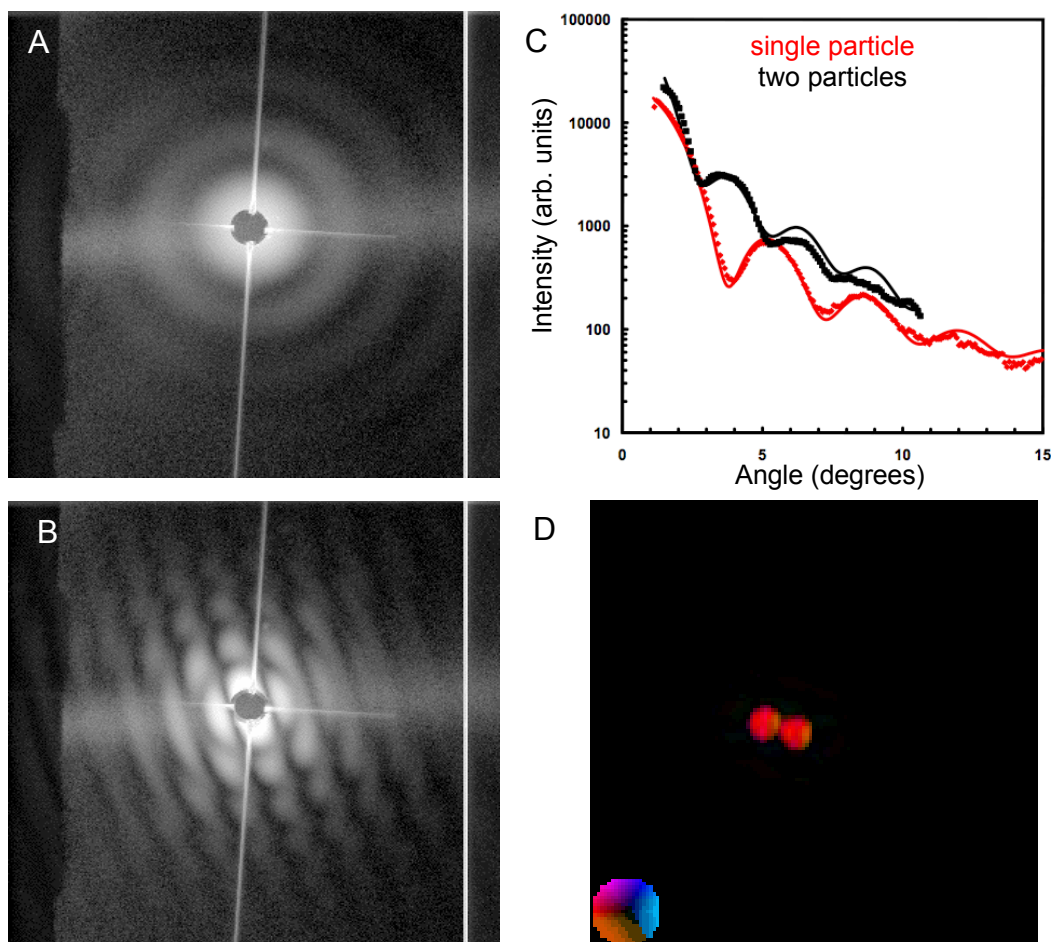 A
C
100000
single particle
two particles
10000
Intensity (arb. units)
1000
100
10
0
5
10
15
Angle (degrees)
B
D